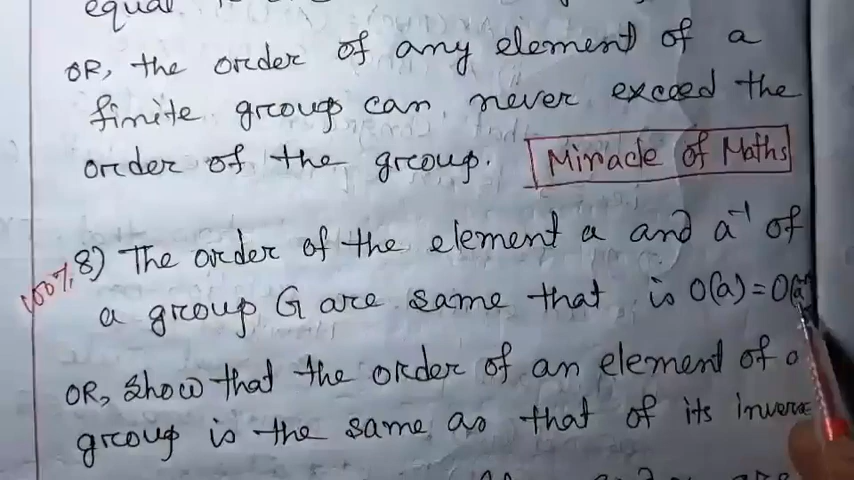 equal
OR, the order of any element of a
finite group can never exceed the
order of the group. Miracle of Maths
100% 8) The order of the element a and a⁻¹ of
a group G are same that is O(a) = O(a⁻¹
OR, Show that the order of an element of a
group is the same as that of its inverse